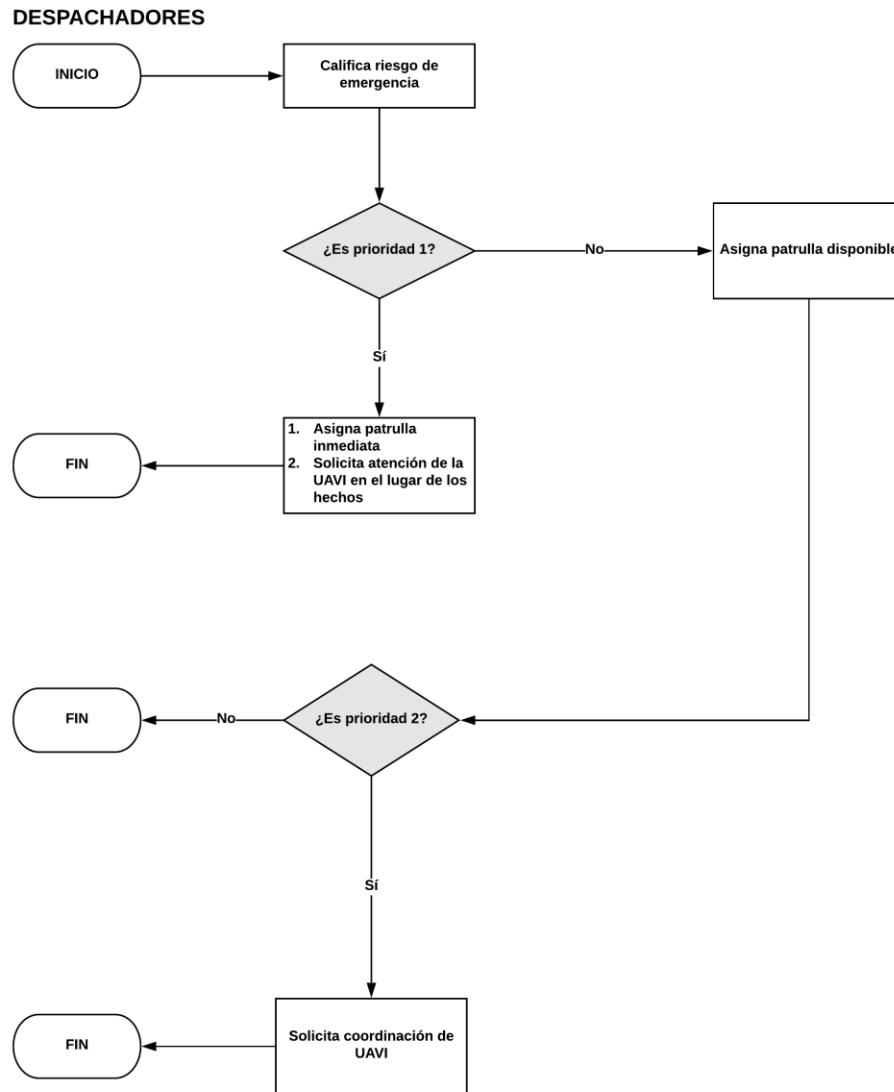 DESPACHADORES
INICIO
Califica riesgo de
emergencia
¿Es prioridad 1?
No
Asigna patrulla disponible
Sí
1. Asigna patrulla
inmediata
2. Solicita atención de la
UAVI en el lugar de los
hechos
FIN
¿Es prioridad 2?
No
FIN
Sí
Solicita coordinación de
UAVI
FIN